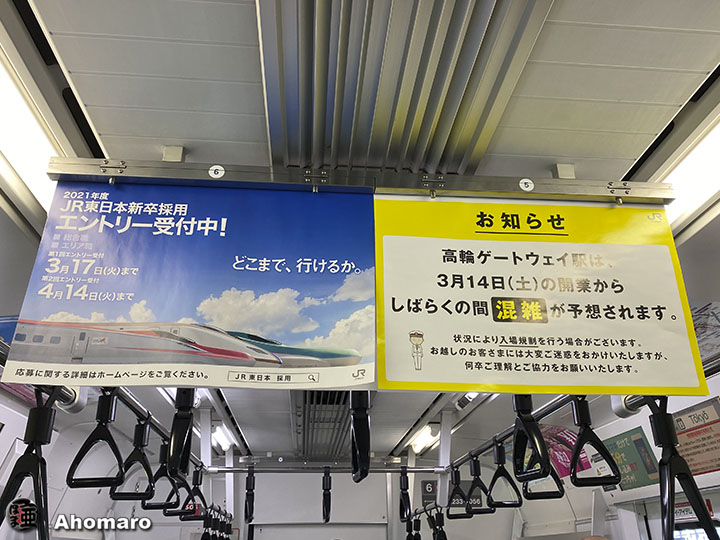 6
2021年度
JR東日本新卒採用
エントリー受付中!
総合職
エリア職
第1回エントリー受付
3月17日(火)まで
第2回エントリー受付
4月14日(火)まで
どこまで、行けるか。
応募に関する詳細はホームページをご覧ください。
JR東日本 採用
JR
5
JR
お知らせ
高輪ゲートウェイ駅は、
3月14日(土)の開業から
しばらくの間 混雑 が予想されます。
状況により入場規制を行う場合がございます。
お越しのお客さまには大変ご迷惑をおかけいたしますが、
何卒ご理解とご協力をお願いいたします。
Tōkyō
6
Ahomaro